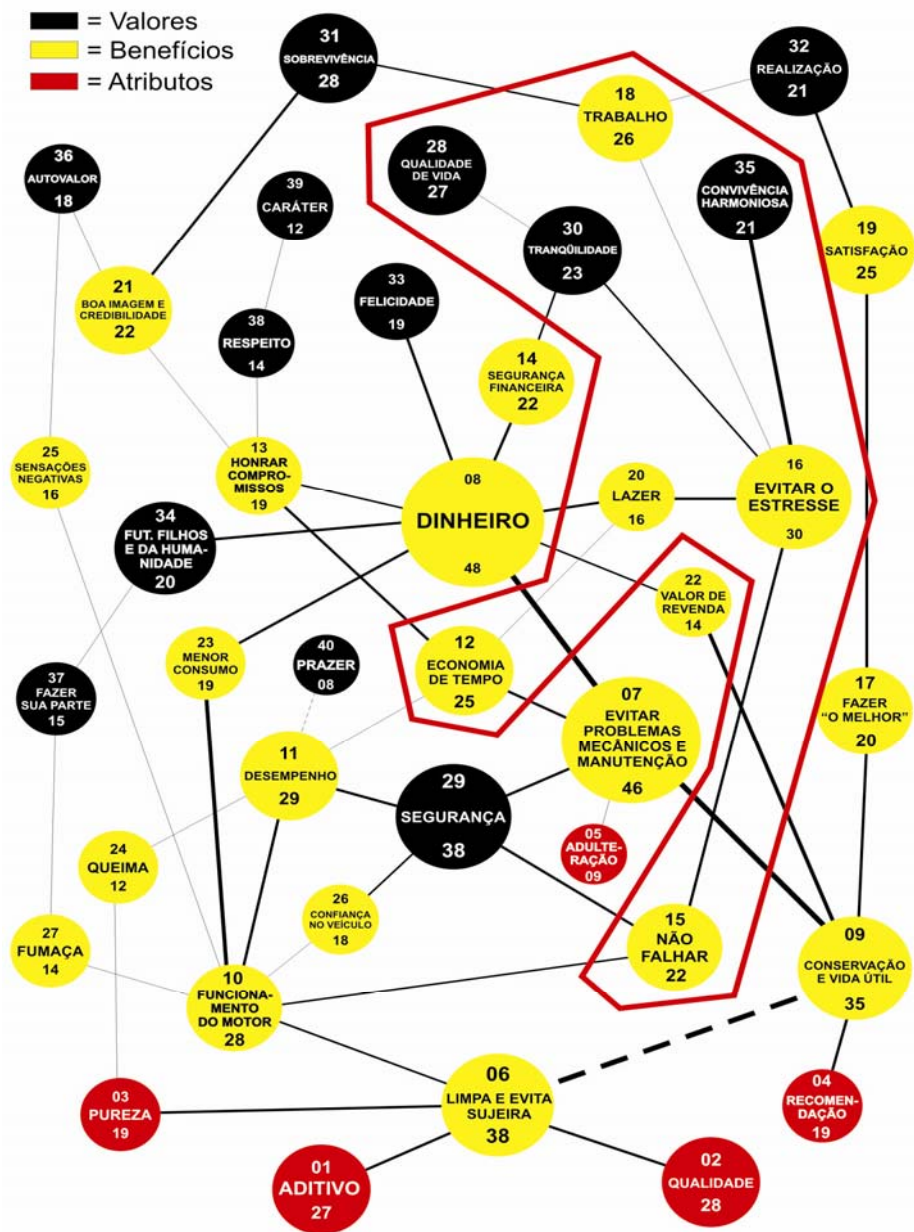 = Valores
= Benefícios
= Atributos
31
SOBREVIVÊNCIA
28
32
REALIZAÇÃO
21
18
TRABALHO
26
28
QUALIDADE
DE VIDA
27
36
AUTOVALOR
18
39
CARÁTER
12
35
CONVIVÊNCIA
HARMONIOSA
21
30
TRANQÜILIDADE
23
19
SATISFAÇÃO
25
33
FELICIDADE
19
21
BOA IMAGEM E
CREDIBILIDADE
22
38
RESPEITO
14
14
SEGURANÇA
FINANCEIRA
22
25
SENSAÇÕES
NEGATIVAS
16
13
HONRAR
COMPRO-
MISSOS
19
08
DINHEIRO
48
20
LAZER
16
16
EVITAR O
ESTRESSE
30
34
FUT. FILHOS
E DA HUMA-
NIDADE
20
22
VALOR DE
REVENDA
14
23
MENOR
CONSUMO
19
40
PRAZER
08
12
ECONOMIA
DE TEMPO
25
37
FAZER
SUA PARTE
15
07
EVITAR
PROBLEMAS
MECÂNICOS E
MANUTENÇÃO
46
17
FAZER
“O MELHOR”
20
11
DESEMPENHO
29
29
SEGURANÇA
38
05
ADULTE-
RAÇÃO
09
24
QUEIMA
12
26
CONFIANÇA
NO VEÍCULO
18
15
NÃO
FALHAR
22
27
FUMAÇA
14
09
CONSERVAÇÃO
E VIDA ÚTIL
35
10
FUNCIONA-
MENTO
DO MOTOR
28
06
LIMPA E EVITA
SUJEIRA
38
03
PUREZA
19
04
RECOMEN-
DAÇÃO
19
01
ADITIVO
27
02
QUALIDADE
28